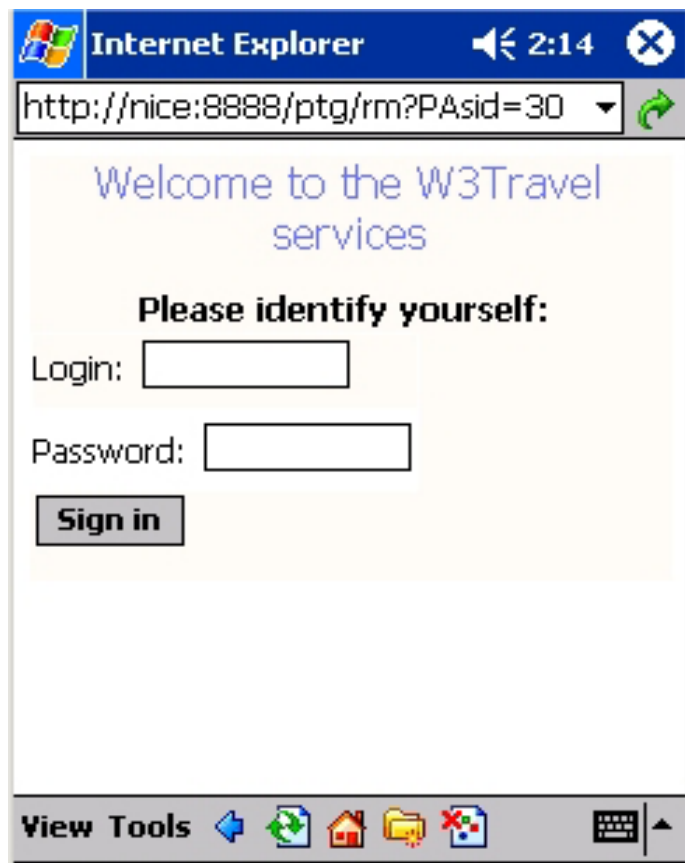 Internet Explorer 2:14
http://nice:8888/ptg/rm?PAsid=30
Welcome to the W3Travel
services
Please identify yourself:
Login:
Password:
Sign in
View Tools